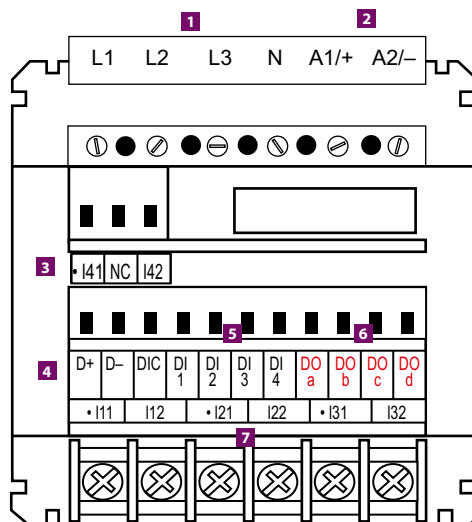 1 2
L1 L2 L3 N A1/+ A2/–
3 • I41 NC I42
5 6
4 D+ D– DIC DI 1 DI 2 DI 3 DI 4 DO a DO b DO c DO d
• I11 I12 • I21 I22 • I31 I32
7